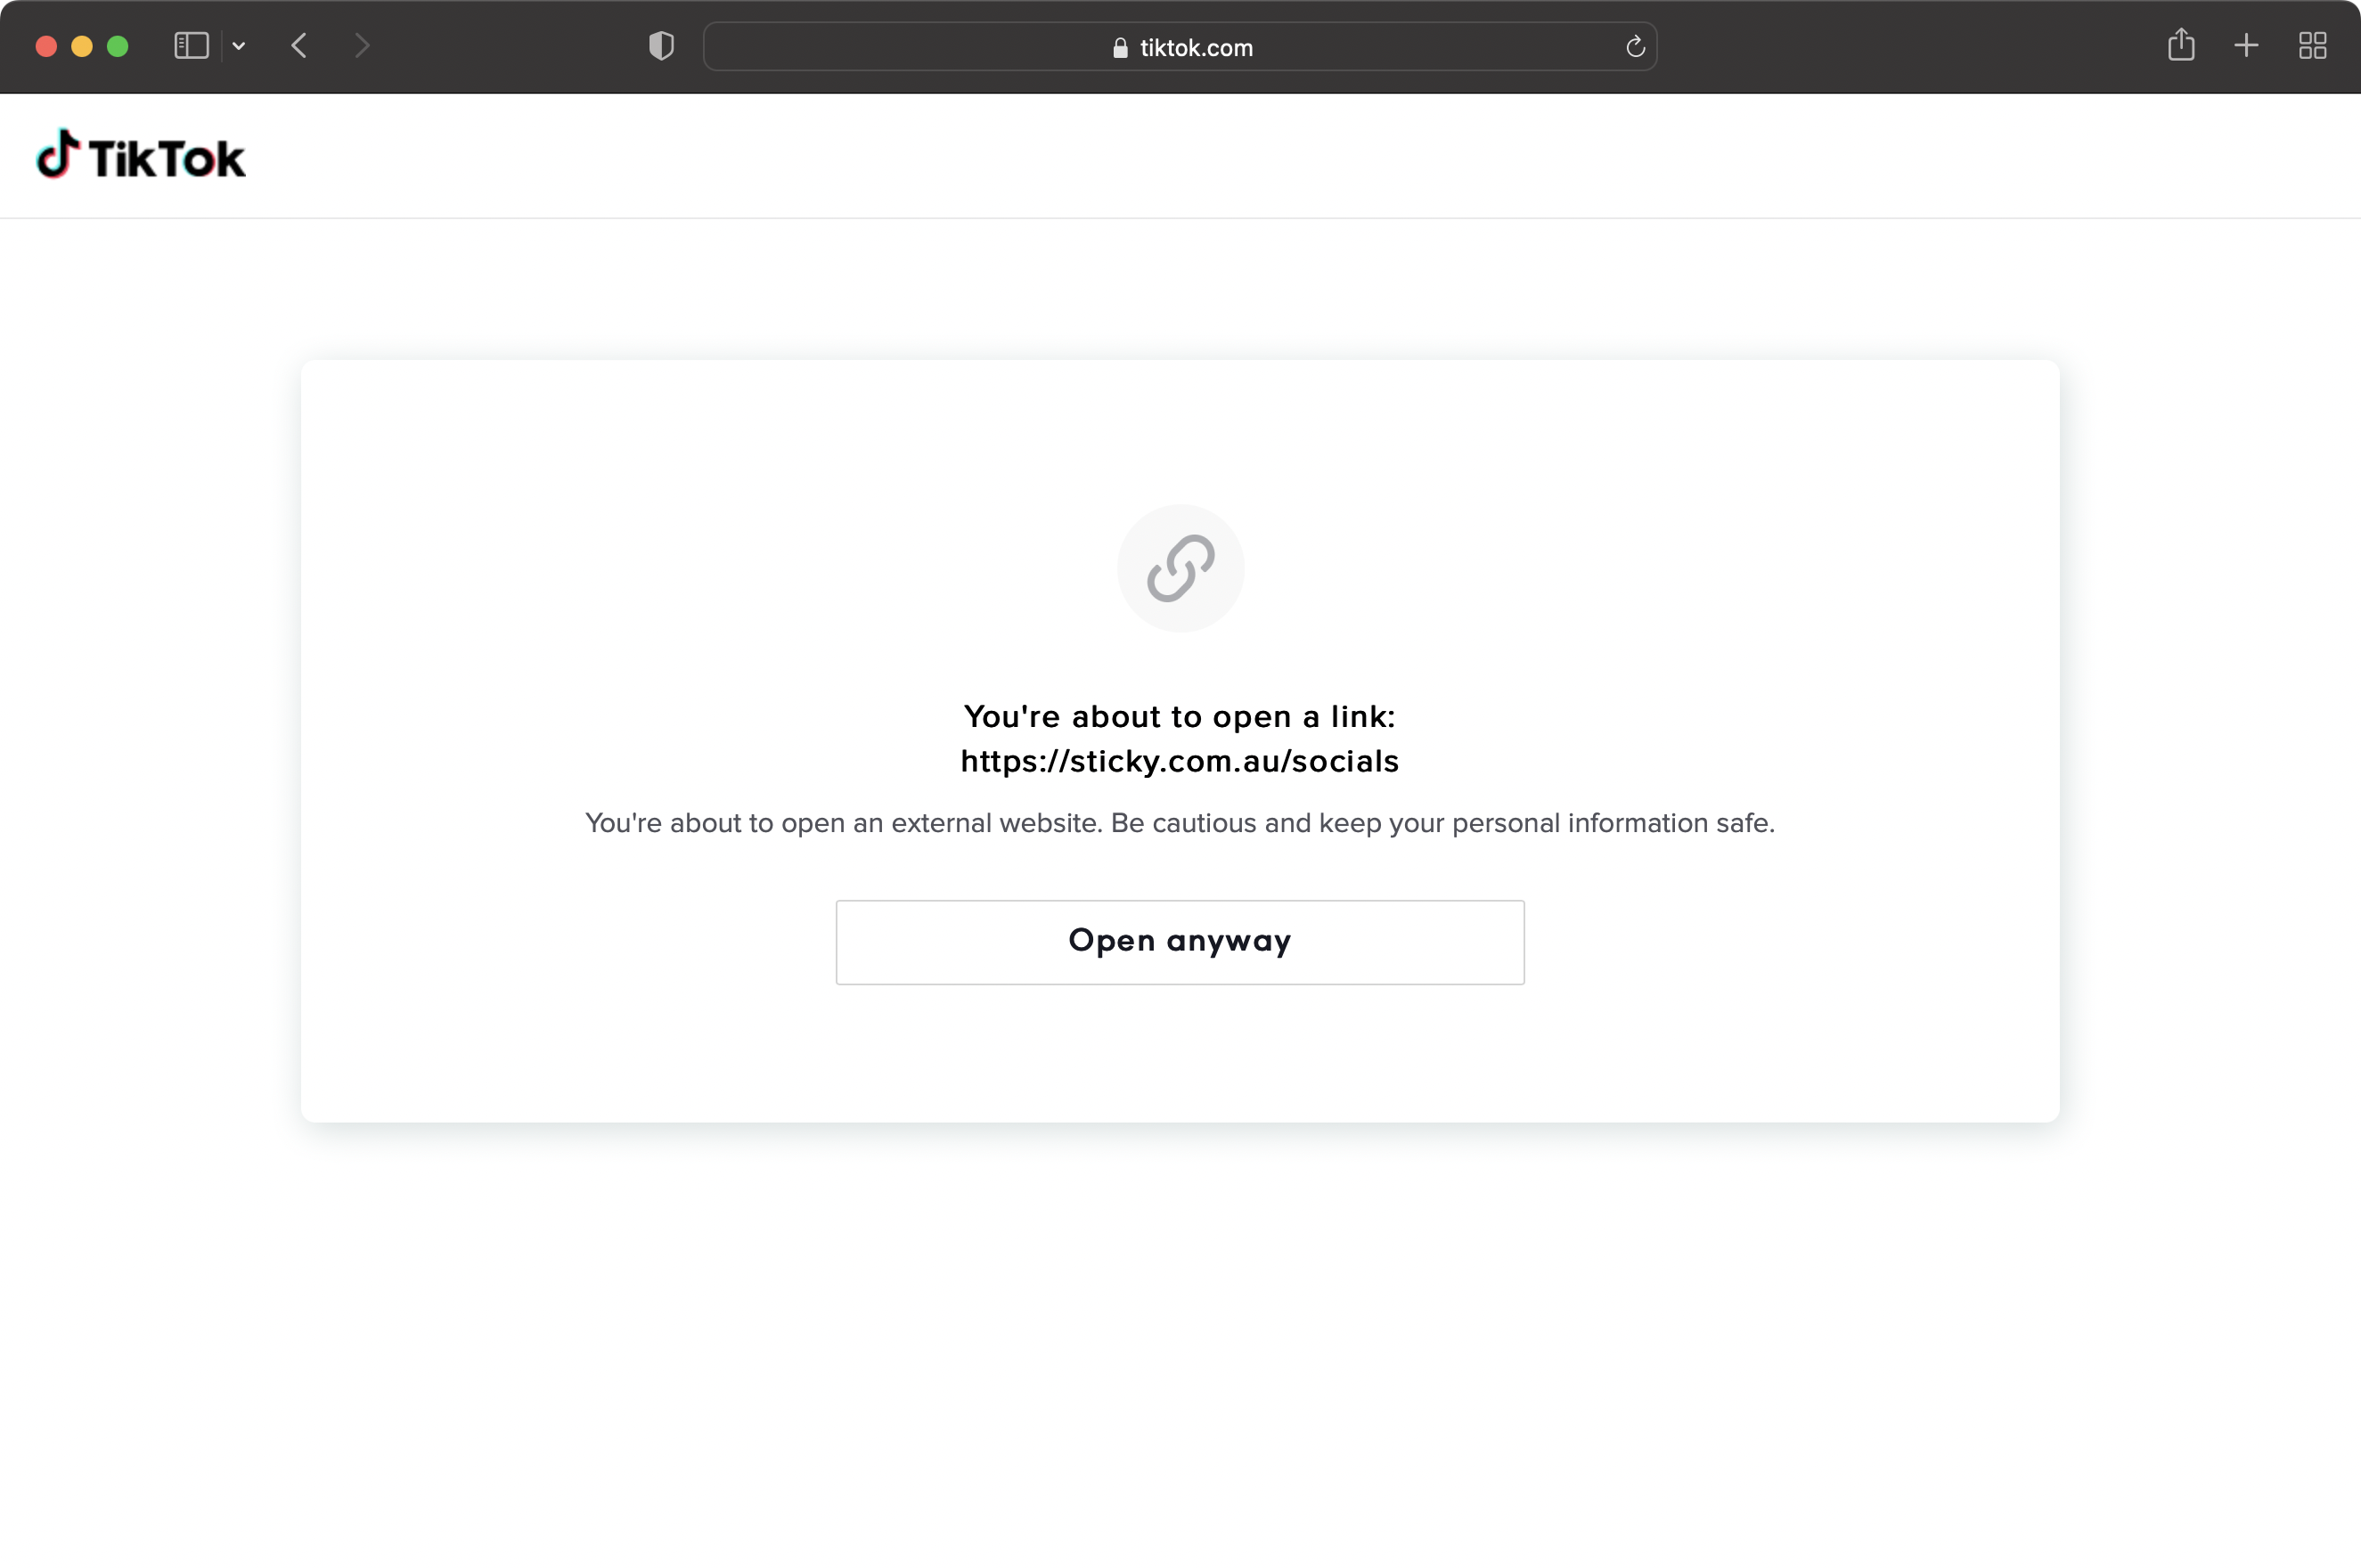 tiktok.com
TikTok
You're about to open a link:
https://sticky.com.au/socials
You're about to open an external website. Be cautious and keep your personal information safe.
Open anyway